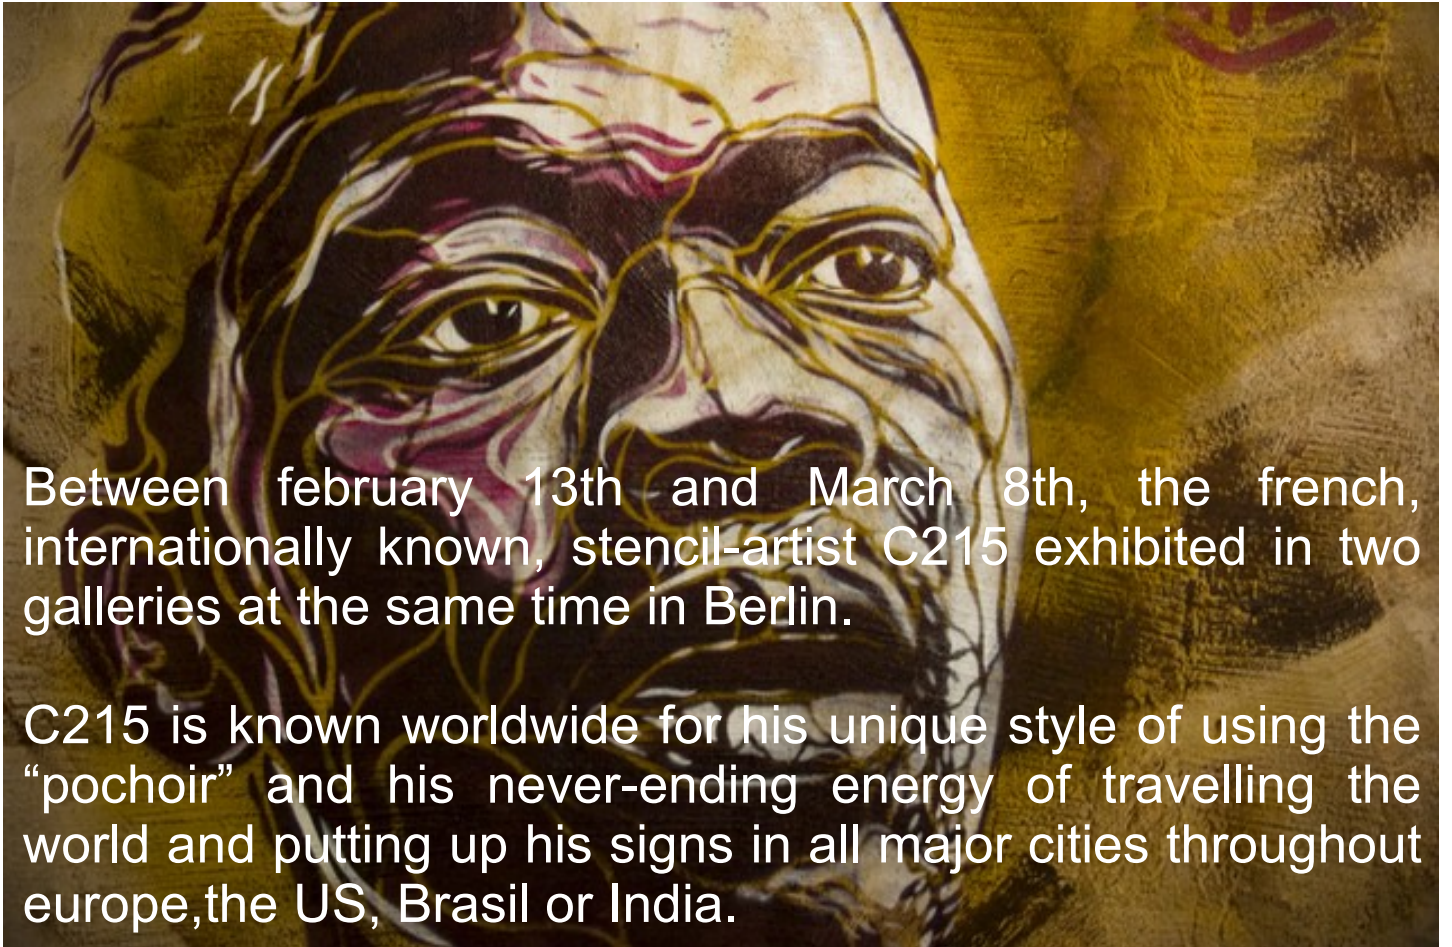 Between february 13th and March 8th, the french,
internationally known, stencil-artist C215 exhibited in two
galleries at the same time in Berlin.
C215 is known worldwide for his unique style of using the
“pochoir” and his never-ending energy of travelling the
world and putting up his signs in all major cities throughout
europe,the US, Brasil or India.